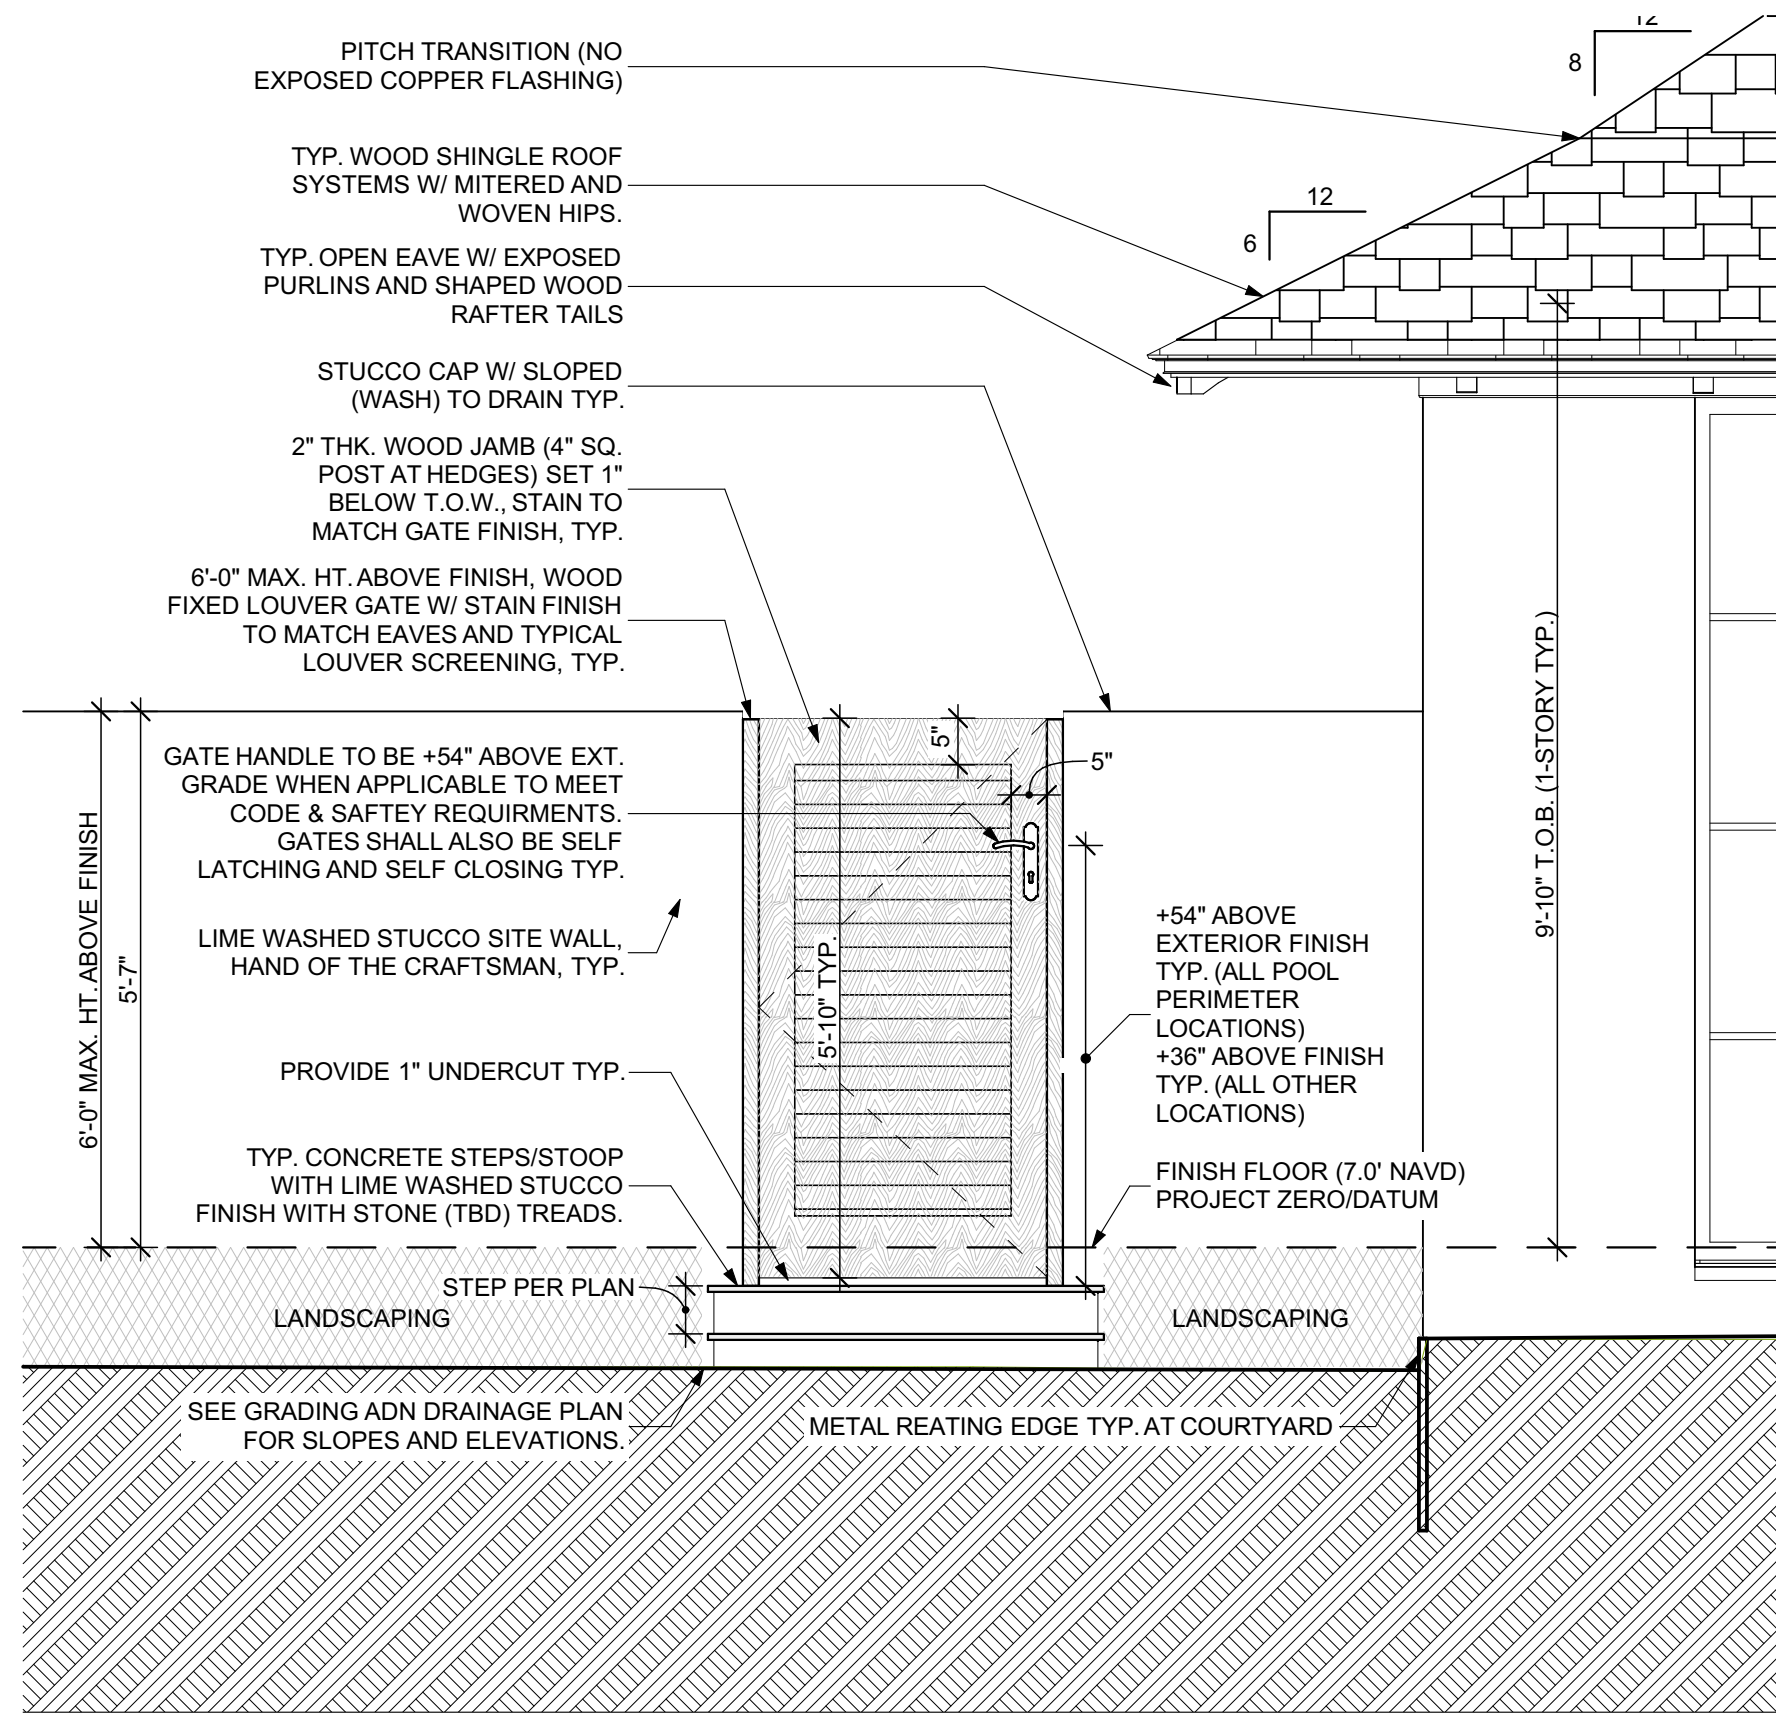 PITCH TRANSITION (NO
EXPOSED COPPER FLASHING)
12
8
TYP. WOOD SHINGLE ROOF
SYSTEMS W/ MITERED AND
WOVEN HIPS.
12
6
TYP. OPEN EAVE W/ EXPOSED
PURLINS AND SHAPED WOOD
RAFTER TAILS
STUCCO CAP W/ SLOPED
(WASH) TO DRAIN TYP.
2" THK. WOOD JAMB (4" SQ.
POST AT HEDGES) SET 1"
BELOW T.O.W., STAIN TO
MATCH GATE FINISH, TYP.
6'-0" MAX. HT. ABOVE FINISH, WOOD
FIXED LOUVER GATE W/ STAIN FINISH
TO MATCH EAVES AND TYPICAL
LOUVER SCREENING, TYP.
GATE HANDLE TO BE +54" ABOVE EXT.
GRADE WHEN APPLICABLE TO MEET
CODE & SAFTEY REQUIRMENTS.
GATES SHALL ALSO BE SELF
LATCHING AND SELF CLOSING TYP.
LIME WASHED STUCCO SITE WALL,
HAND OF THE CRAFTSMAN, TYP.
PROVIDE 1" UNDERCUT TYP.
TYP. CONCRETE STEPS/STOOP
WITH LIME WASHED STUCCO
FINISH WITH STONE (TBD) TREADS.
STEP PER PLAN
LANDSCAPING
SEE GRADING ADN DRAINAGE PLAN
FOR SLOPES AND ELEVATIONS.
6'-0" MAX. HT. ABOVE FINISH
5'-7"
5'-10" TYP.
5"
5"
+54" ABOVE
EXTERIOR FINISH
TYP. (ALL POOL
PERIMETER
LOCATIONS)
+36" ABOVE FINISH
TYP. (ALL OTHER
LOCATIONS)
FINISH FLOOR (7.0' NAVD)
PROJECT ZERO/DATUM
LANDSCAPING
METAL REATING EDGE TYP. AT COURTYARD
9'-10" T.O.B. (1-STORY TYP.)